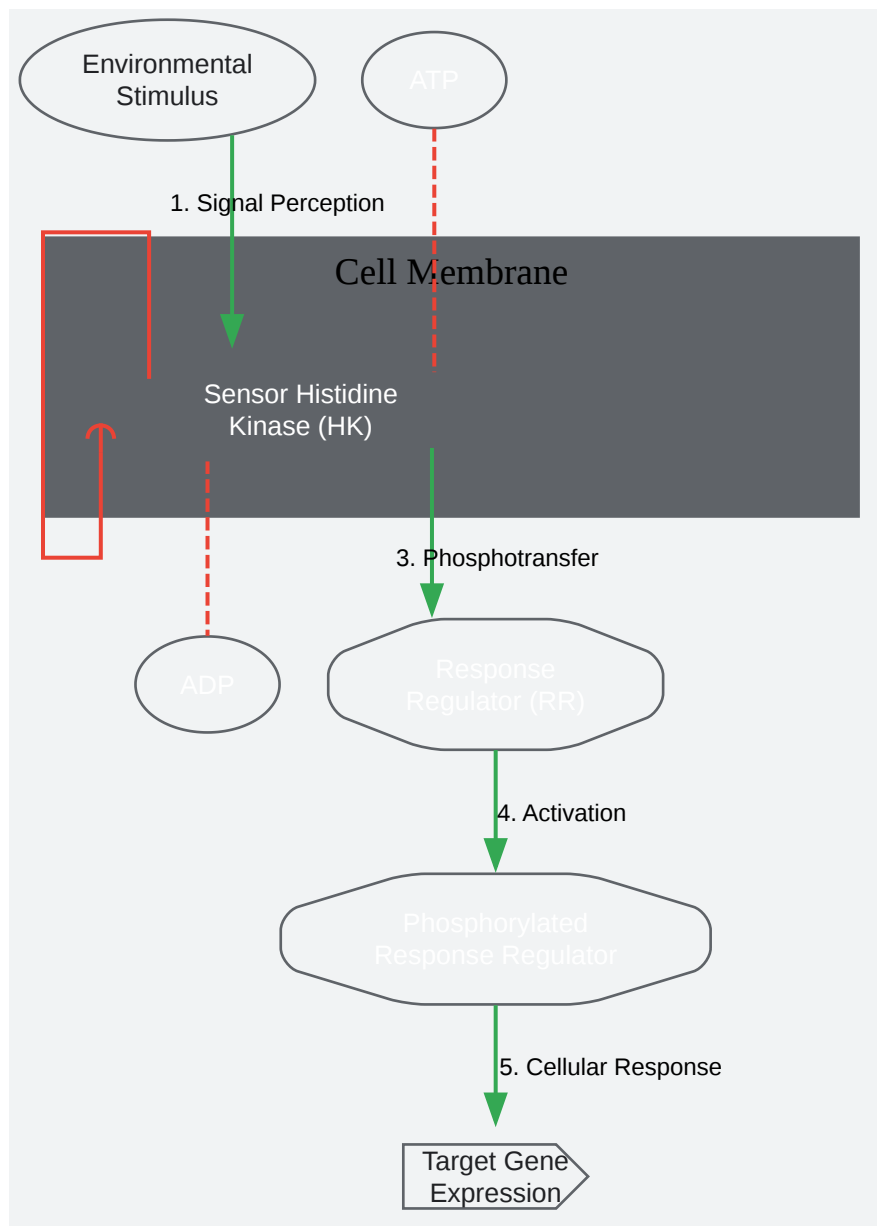 Environmental
Stimulus
ATP
1. Signal Perception
Cell Membrane
Sensor Histidine
Kinase (HK)
3. Phosphotransfer
ADP
Response
Regulator (RR)
4. Activation
Phosphorylated
Response Regulator
5. Cellular Response
Target Gene
Expression